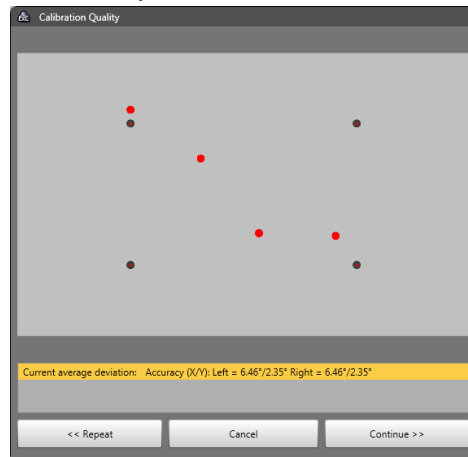 Calibration Quality
Current average deviation: Accuracy (X/Y): Left = 6.46°/2.35° Right = 6.46°/2.35°
<< Repeat
Cancel
Continue >>